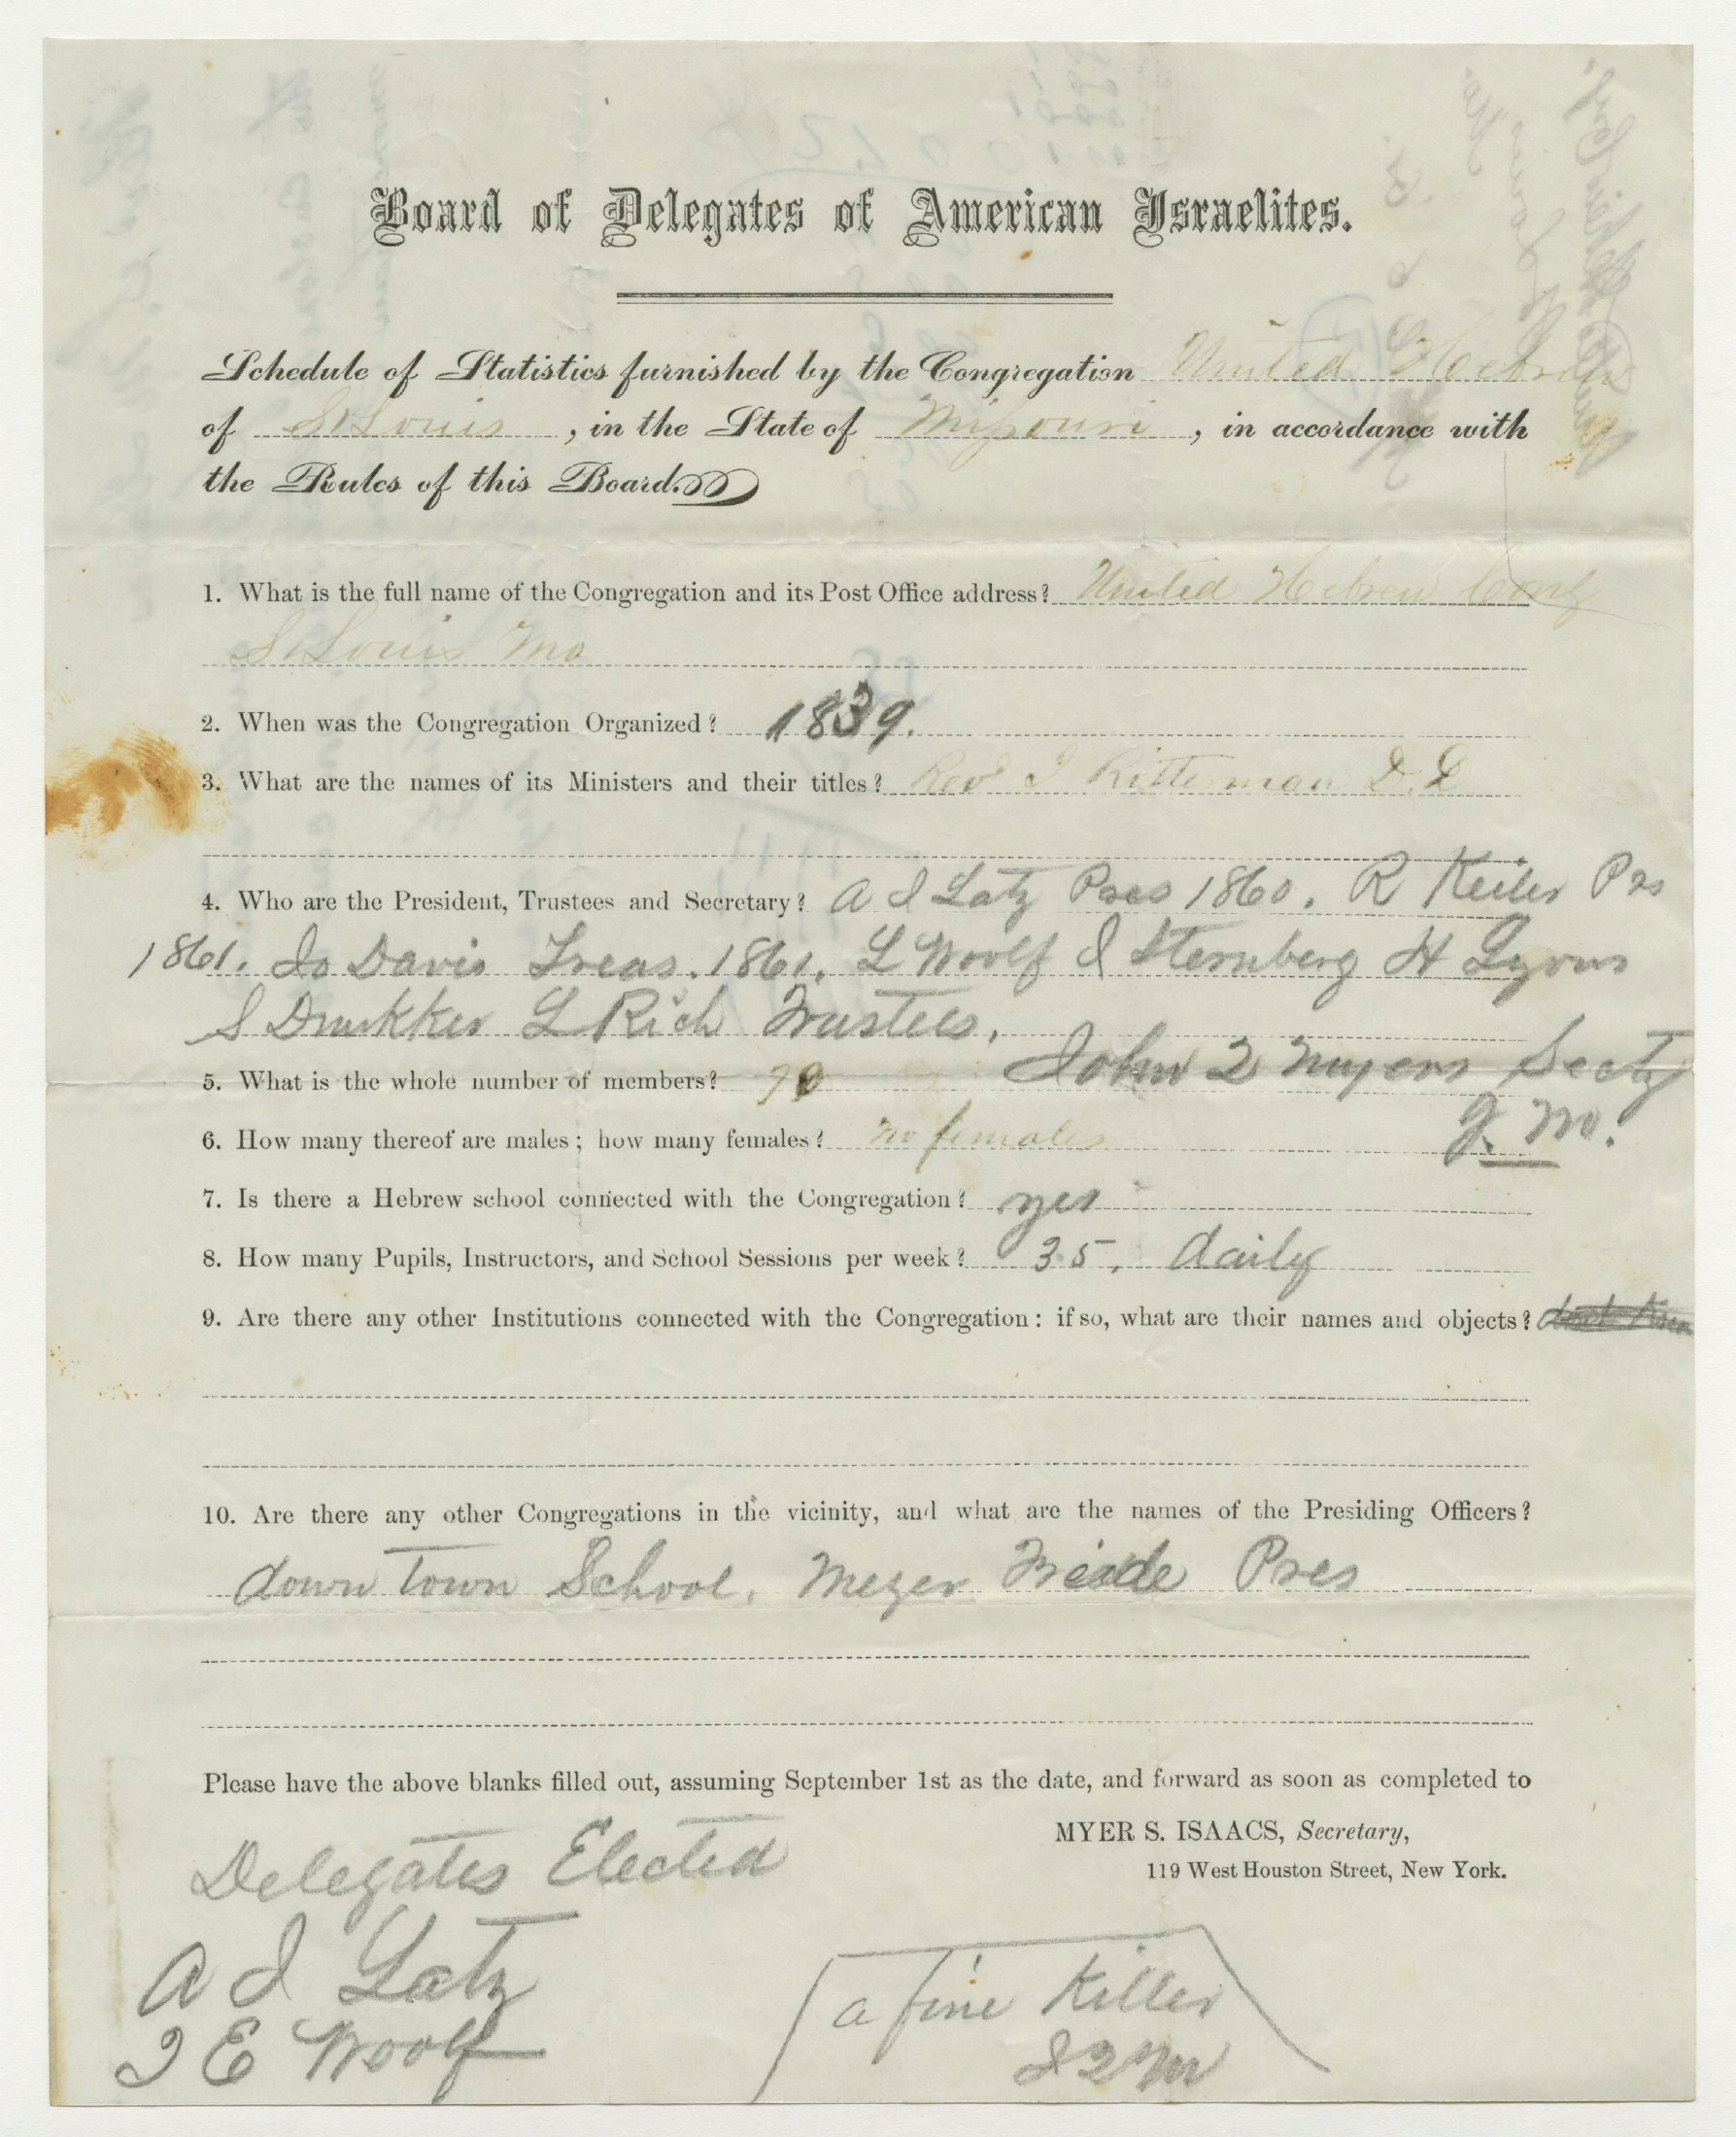 Board of Delegates of American Israelites.
Schedule of Statistics furnished by the Congregation United Hebrew
of St Louis, in the State of Missouri, in accordance with
the Rules of this Board.
1. What is the full name of the Congregation and its Post Office address? United Hebrew Cong
St Louis Mo
2. When was the Congregation Organized? 1839.
3. What are the names of its Ministers and their titles? Revd I Ritterman D.D
4. Who are the President, Trustees and Secretary? A J Latz Pres 1860. R Keiler Prs
1861. Is Davis Treas. 1861. L Woolf I Sternberg H Lyons
S Drukker L Rich Trustees.
John Q Myers Secty
5. What is the whole number of members? 70
6. How many thereof are males; how many females? no females
7. Is there a Hebrew school connected with the Congregation? yes
8. How many Pupils, Instructors, and School Sessions per week? 35. daily
9. Are there any other Institutions connected with the Congregation: if so, what are their names and objects?
10. Are there any other Congregations in the vicinity, and what are the names of the Presiding Officers?
down town School. Meyer Friede Pres
Please have the above blanks filled out, assuming September 1st as the date, and forward as soon as completed to
MYER S. ISAACS, Secretary,
119 West Houston Street, New York.
Delegates Elected
A J Latz
I E Woolf
a fine Killer
J Q M